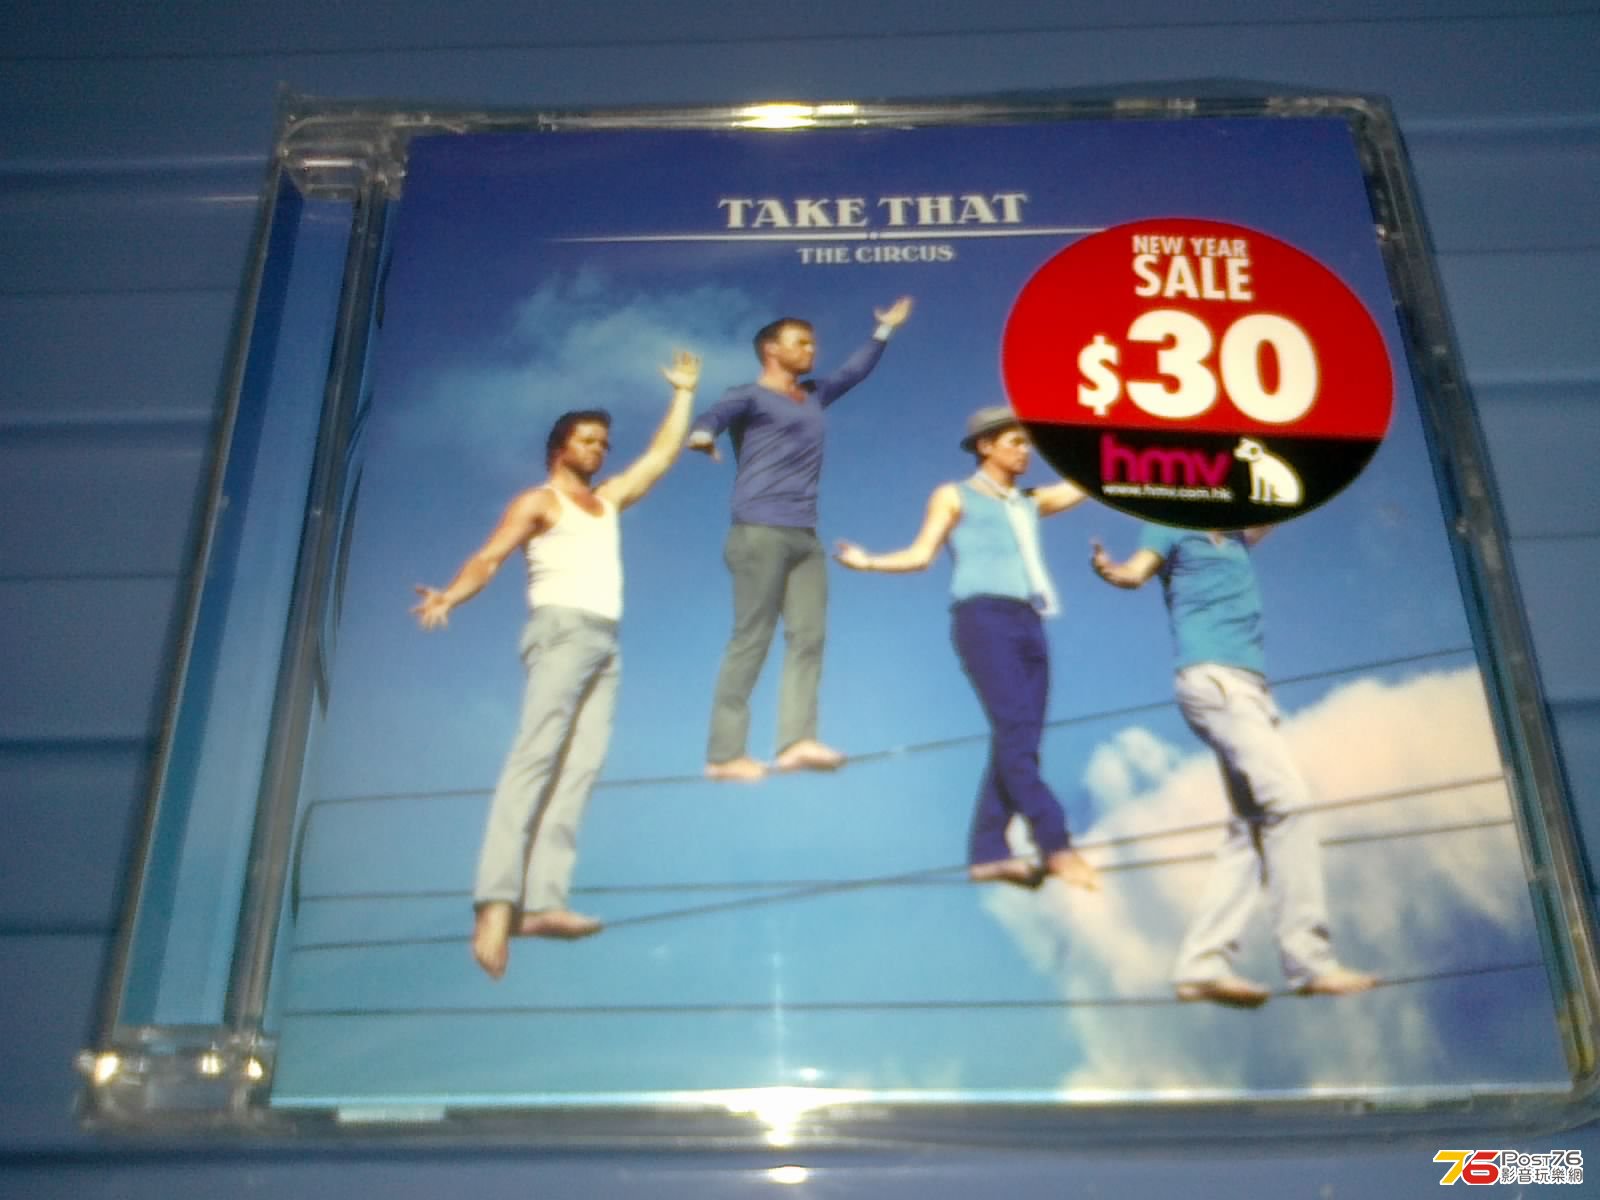 TAKE THAT
THE CIRCUS
NEW YEAR
SALE
$30
hmv
www.hmv.com.hk
76 Post76
影音玩樂網